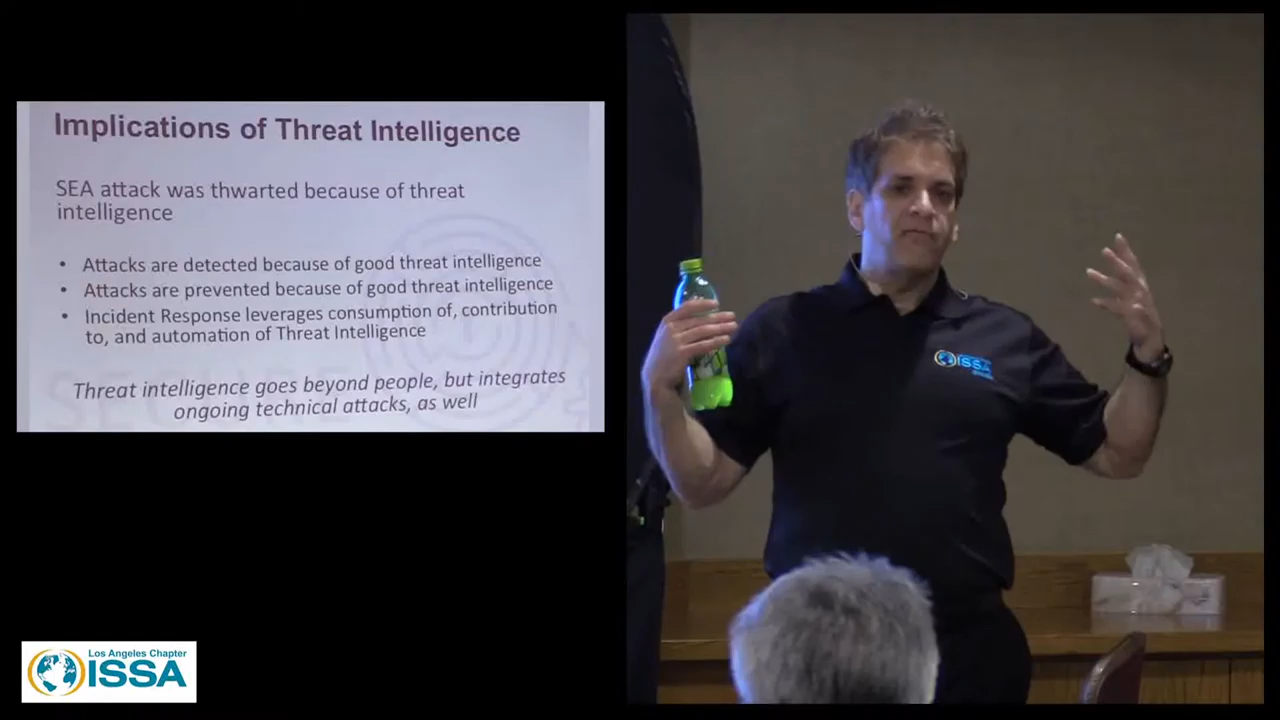 Implications of Threat Intelligence
SEA attack was thwarted because of threat
intelligence
• Attacks are detected because of good threat intelligence
• Attacks are prevented because of good threat intelligence
• Incident Response leverages consumption of, contribution
to, and automation of Threat Intelligence
Threat intelligence goes beyond people, but integrates
ongoing technical attacks, as well
ISSA
Los Angeles Chapter
ISSA